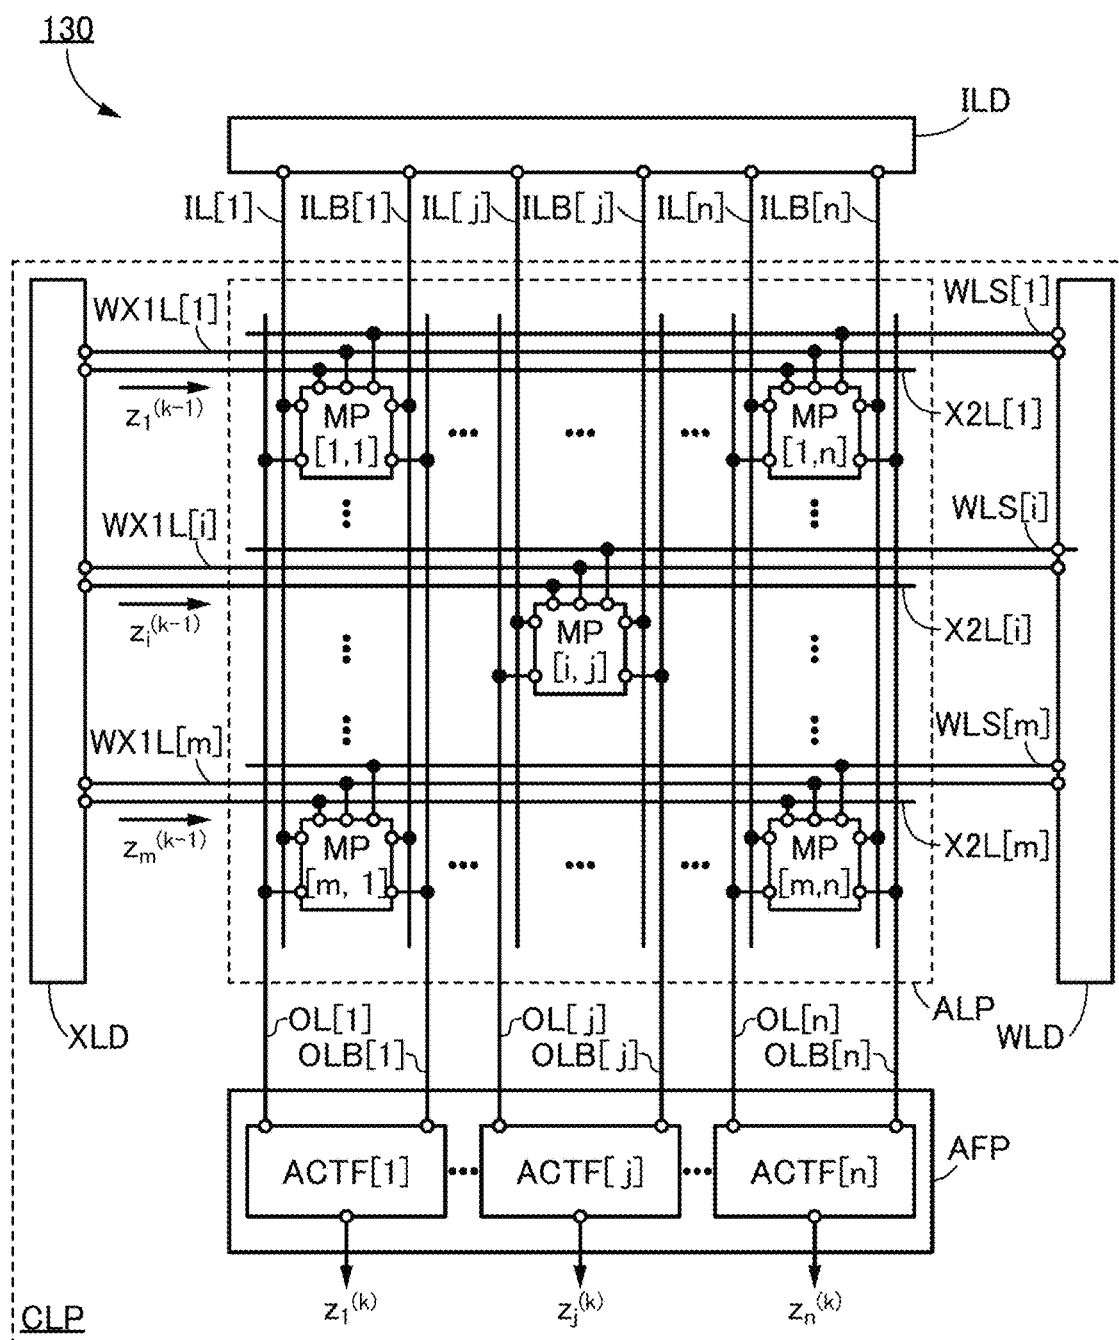 130
ILD
IL[1] ILB[1] IL[j] ILB[j] IL[n] ILB[n]
WX1L[1] WLS[1]
z1(k-1) X2L[1]
MP [1,1] ••• ••• ••• MP [1,n]
WX1L[i] WLS[i]
zi(k-1) X2L[i]
MP [i,j]
WX1L[m] WLS[m]
zm(k-1) X2L[m]
MP [m, 1] ••• ••• ••• MP [m,n]
XLD ALP WLD
OL[1] OL[j] OL[n]
OLB[1] OLB[j] OLB[n]
AFP
ACTF[1] ••• ACTF[j] ••• ACTF[n]
z1(k) zj(k) zn(k)
CLP